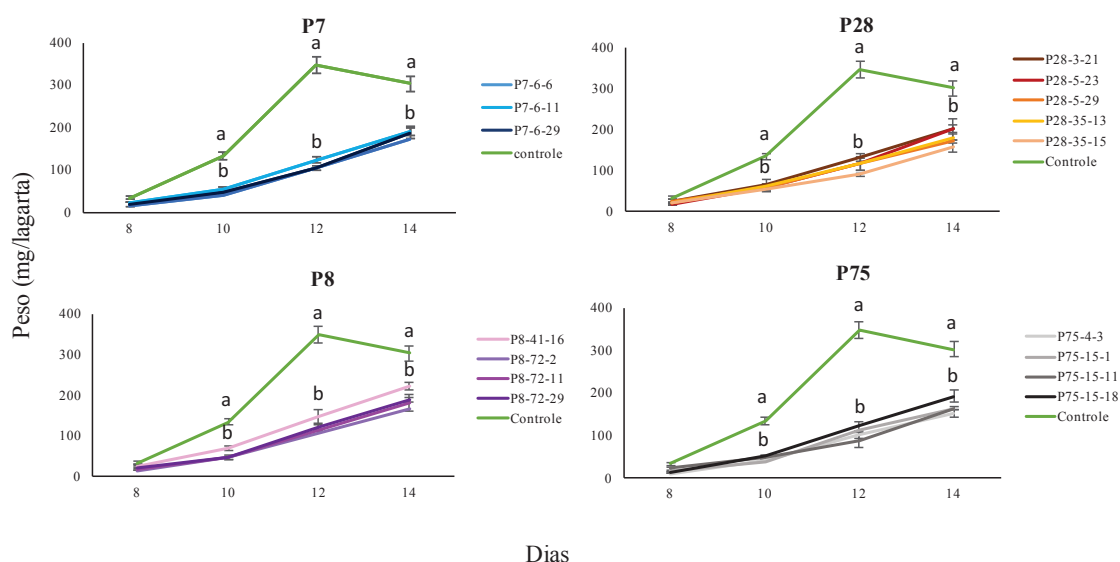 P7
400
300
200
100
0
8
10
12
14
a
a
a
b
b
b
P7-6-6
P7-6-11
P7-6-29
controle
P28
400
300
200
100
0
8
10
12
14
a
a
a
b
b
b
P28-3-21
P28-5-23
P28-5-29
P28-35-13
P28-35-15
Controle
Peso (mg/lagarta)
P8
400
300
200
100
0
8
10
12
14
a
a
a
b
b
b
P8-41-16
P8-72-2
P8-72-11
P8-72-29
Controle
P75
400
300
200
100
0
8
10
12
14
a
a
a
b
b
b
P75-4-3
P75-15-1
P75-15-11
P75-15-18
Controle
Dias